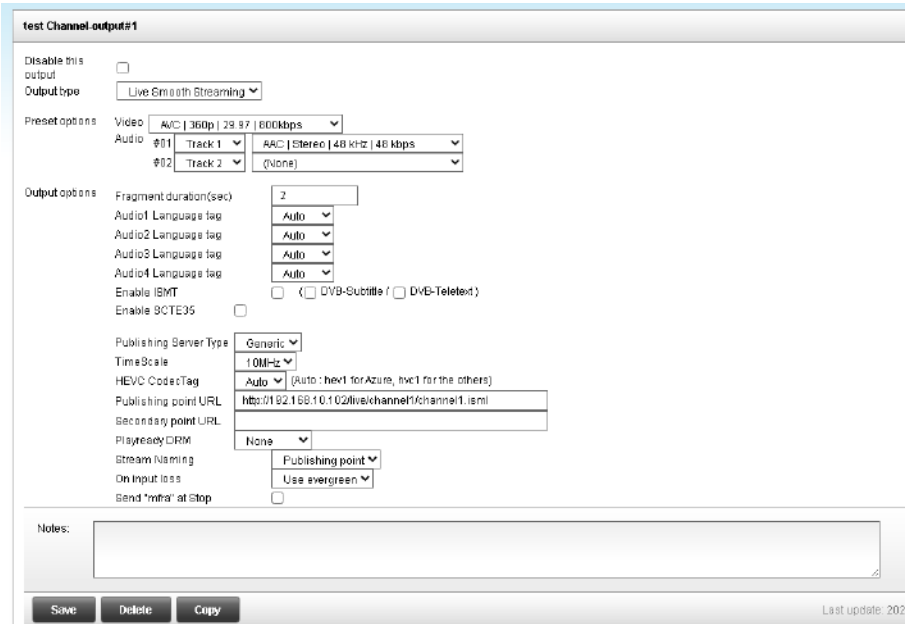 test Channel-output#1
Disable this output
Output type Live Smooth Streaming
Preset options Video AVC | 360p | 29.97 | 800kbps
Audio #01 Track 1 AAC | Stereo | 48 kHz | 48 kbps
#02 Track 2 (None)
Output options Fragment duration(sec) 2
Audio1 Language tag Auto
Audio2 Language tag Auto
Audio3 Language tag Auto
Audio4 Language tag Auto
Enable ISMT ( DVB-Subtitle / DVB-Teletext )
Enable SCTE35
Publishing Server Type Generic
TimeScale 10MHz
HEVC CodecTag Auto (Auto : hev1 for Azure, hvc1 for the others)
Publishing point URL http://192.168.10.102/live/channel1/channel1.isml
Secondary point URL
Playready DRM None
Stream Naming Publishing point
On input loss Use evergreen
Send "mfra" at Stop
Notes:
Save Delete Copy Last update: 202